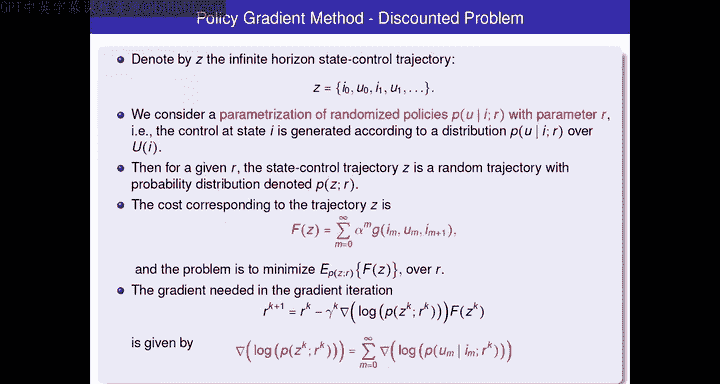 Policy Gradient Method - Discounted Problem
Denote by z the infinite horizon state-control trajectory:
z = {i₀, u₀, i₁, u₁, . . .}.
We consider a parametrization of randomized policies p(u | i; r) with parameter r,
i.e., the control at state i is generated according to a distribution p(u | i; r) over
U(i).
Then for a given r, the state-control trajectory z is a random trajectory with
probability distribution denoted p(z; r).
The cost corresponding to the trajectory z is
F(z) = ∑_{m=0}^{∞} α^m g(i_m, u_m, i_{m+1}),
and the problem is to minimize E_{p(z;r)}{F(z)}, over r.
The gradient needed in the gradient iteration
r^{k+1} = r^k − γ^k ∇(log(p(z^k; r^k)))F(z^k)
is given by
∇(log(p(z^k; r^k))) = ∑_{m=0}^{∞} ∇(log(p(u_m | i_m; r^k)))